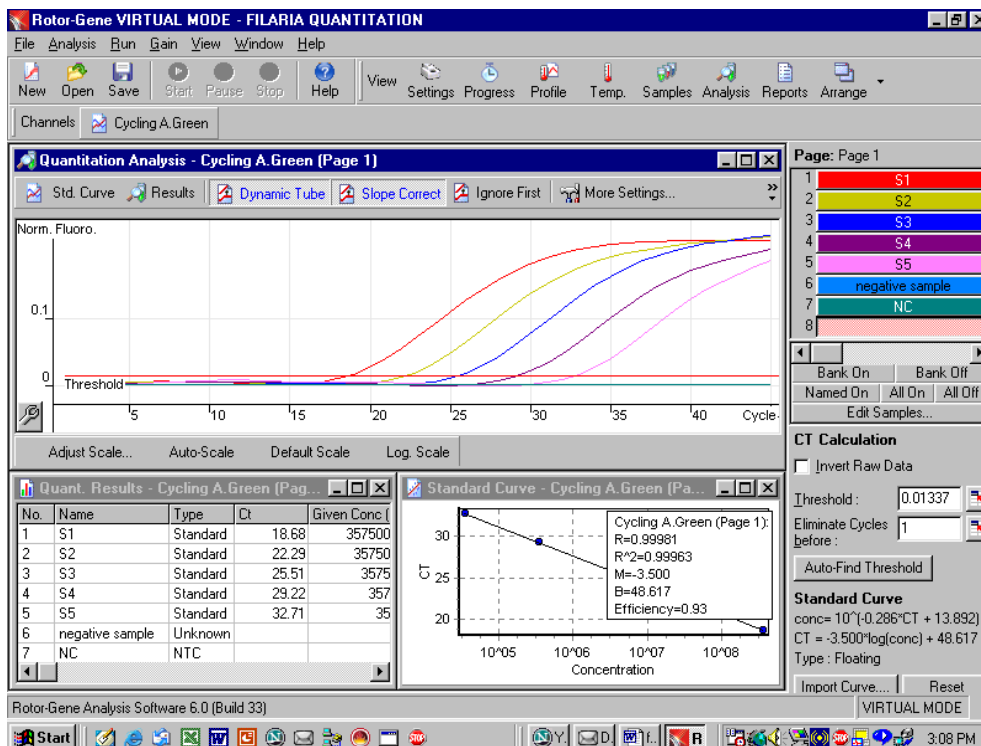 Rotor-Gene VIRTUAL MODE - FILARIA QUANTITATION
File Analysis Run Gain View Window Help
New Open Save Start Pause Stop Help View Settings Progress Profile Temp. Samples Analysis Reports Arrange
Channels Cycling A.Green
Quantitation Analysis - Cycling A.Green (Page 1)
Std. Curve Results Dynamic Tube Slope Correct Ignore First More Settings...
Norm. Fluoro.
0.1
0
Threshold
5 10 15 20 25 30 35 40 Cycle
Adjust Scale... Auto-Scale Default Scale Log. Scale
Page: Page 1
1 S1
2 S2
3 S3
4 S4
5 S5
6 negative sample
7 NC
8
Bank On Bank Off
Named On All On All Off
Edit Samples...
CT Calculation
Invert Raw Data
Threshold : 0.01337
Eliminate Cycles before : 1
Auto-Find Threshold
Standard Curve
conc= 10^(-0.286*CT + 13.892)
CT = -3.500*log(conc) + 48.617
Type : Floating
Import Curve.... Reset
Quant. Results - Cycling A.Green (Pag...
No. Name Type Ct Given Conc (
1 S1 Standard 18.68 357500
2 S2 Standard 22.29 35750
3 S3 Standard 25.51 3575
4 S4 Standard 29.22 357
5 S5 Standard 32.71 35
6 negative sample Unknown
7 NC NTC
Standard Curve - Cycling A.Green (Pa...
CT
30
25
20
Cycling A.Green (Page 1):
R=0.99981
R^2=0.99963
M=-3.500
B=48.617
Efficiency=0.93
10^05 10^06 10^07 10^08
Concentration
Rotor-Gene Analysis Software 6.0 (Build 33)
VIRTUAL MODE
Start Y. D. f.. R 3:08 PM